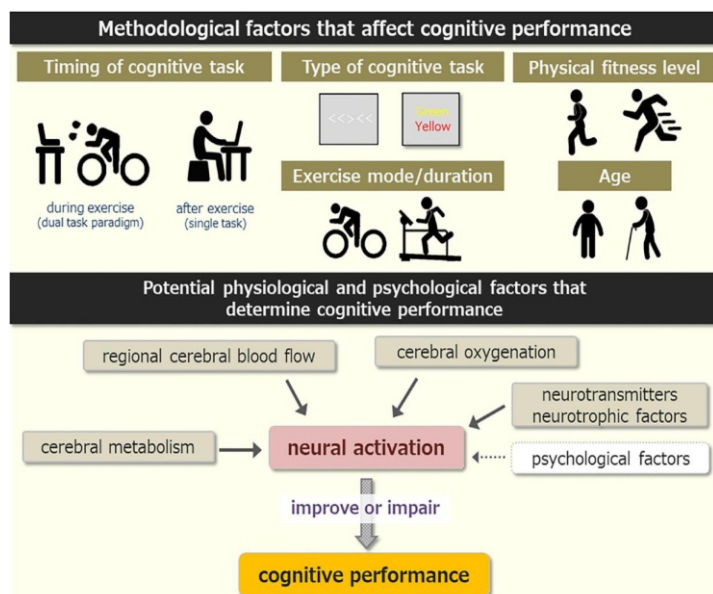 Methodological factors that affect cognitive performance
Timing of cognitive task
during exercise
(dual task paradigm)
after exercise
(single task)
Type of cognitive task
<<><<
Yellow
Exercise mode/duration
Physical fitness level
Age
Potential physiological and psychological factors that
determine cognitive performance
regional cerebral blood flow
cerebral oxygenation
neurotransmitters
neurotrophic factors
cerebral metabolism
neural activation
psychological factors
improve or impair
cognitive performance